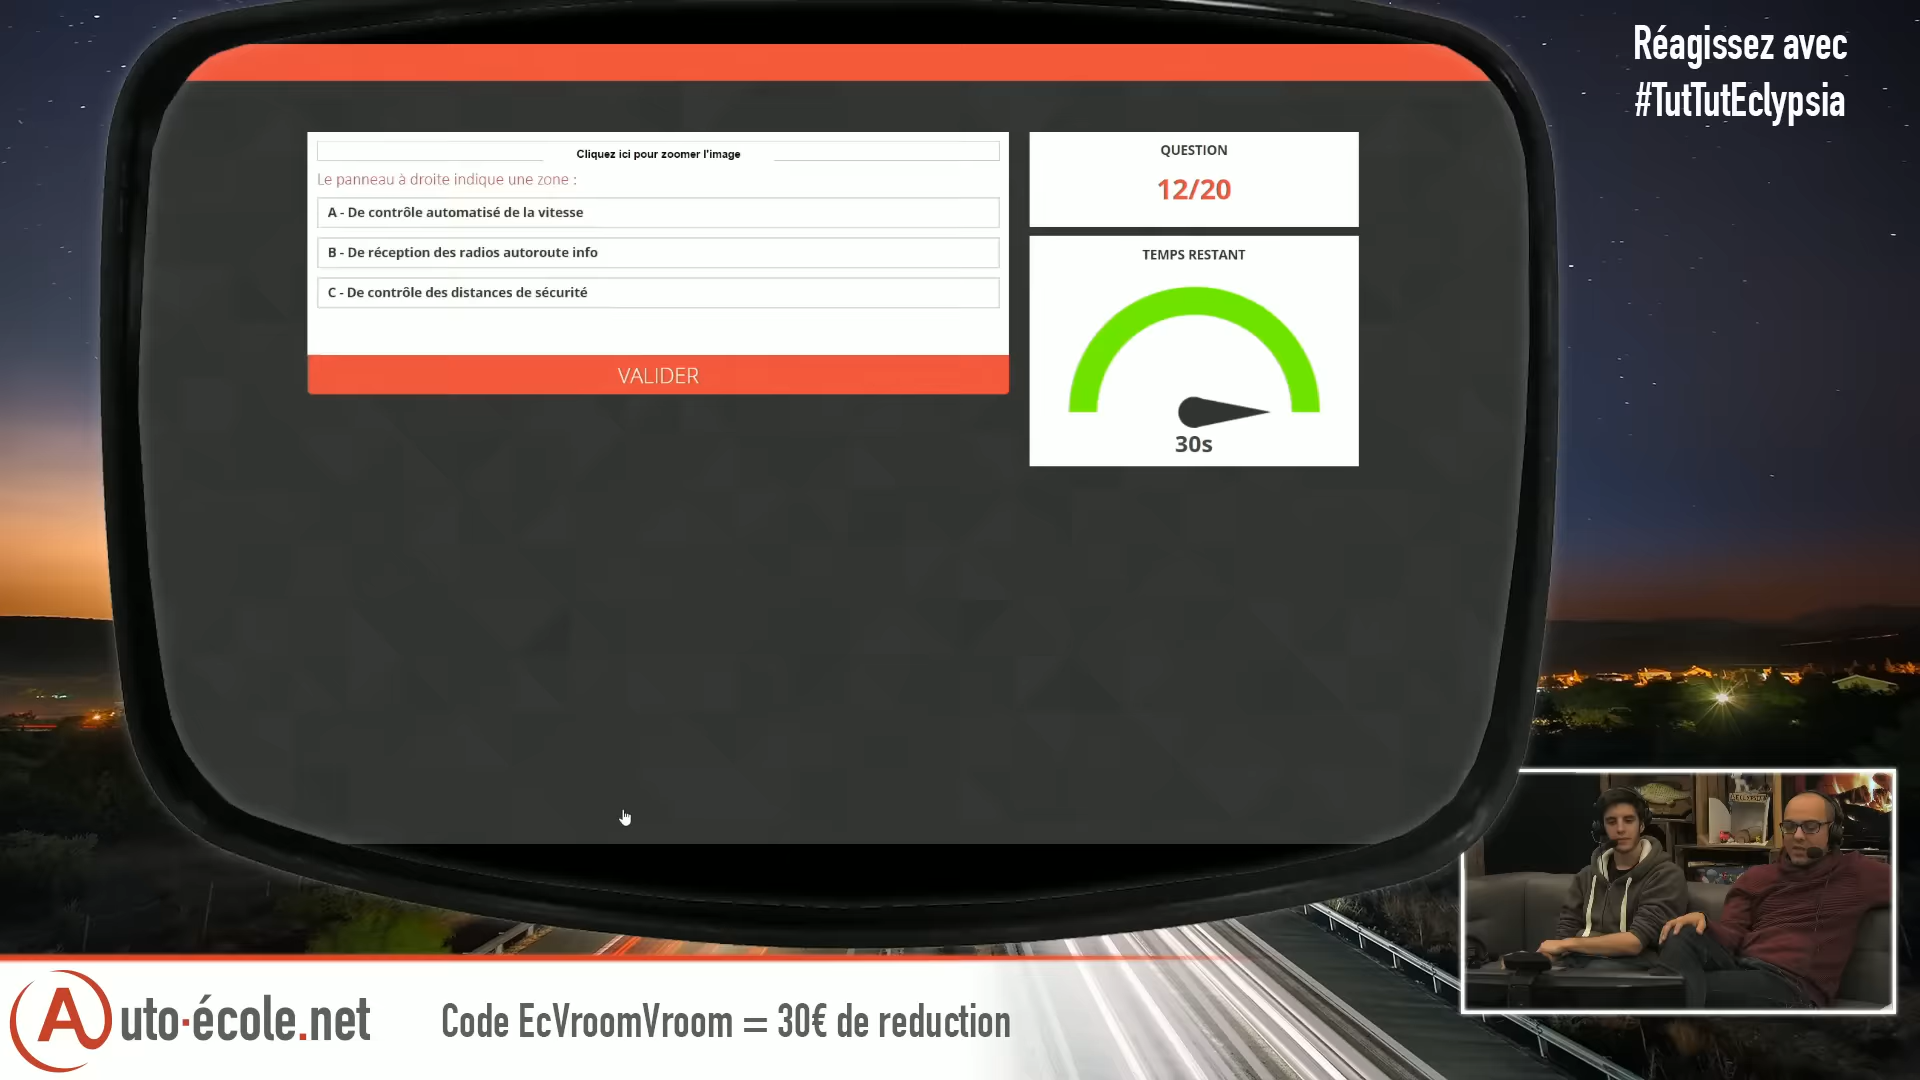 Réagissez avec
#TutTutEclypsia
Cliquez ici pour zoomer l'image
Le panneau à droite indique une zone :
A - De contrôle automatisé de la vitesse
B - De réception des radios autoroute info
C - De contrôle des distances de sécurité
VALIDER
QUESTION
12/20
TEMPS RESTANT
30s
Auto·école.net
Code EcVroomVroom = 30€ de reduction